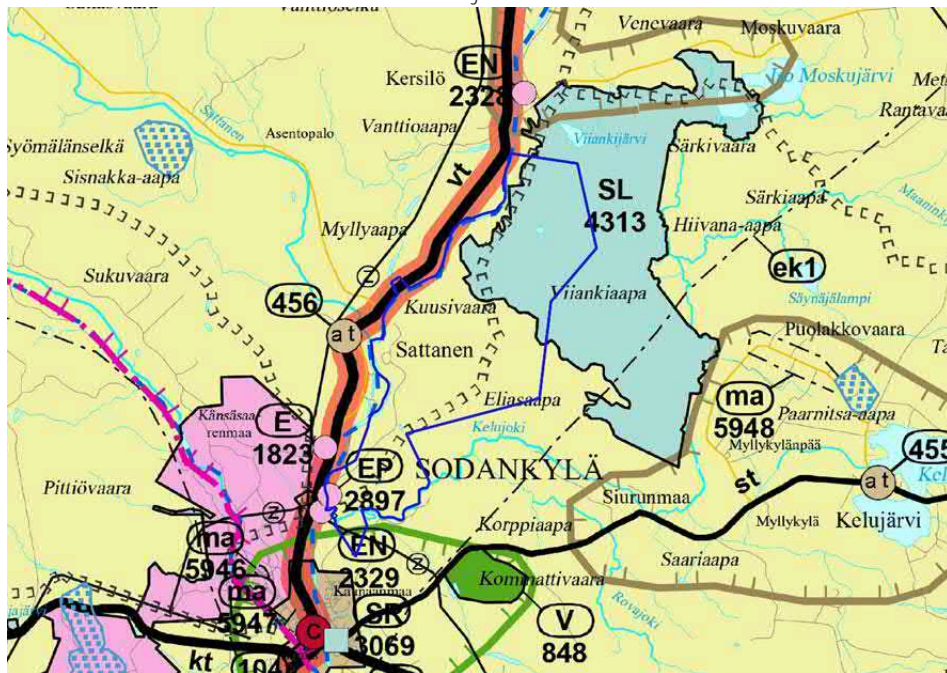 Venevaara
Moskuvaara
EN
2328
Kersilö
Iso Moskujärvi
Sattanen
Asentopalo
Vanttioaapa
Viiankijärvi
Särkivaara
Syömälänselkä
Sisnakka-aapa
vt
SL
4313
Särkiaapa
Hiivana-aapa
Myllyaapa
ek1
Sukuvaara
z
456
Kuusivaara
Viiankiaapa
Säynäjälampi
at
Puolakkovaara
Sattanen
ma
5948
Paarnitsa-aapa
Eliasaapa
Kelujoki
Myllykylänpää
E
1823
EP
2897
SODANKYLÄ
455
at
Pittiövaara
Siurunmaa
st
Kelujärvi
z
Korppiaapa
Myllykylä
ma
5946
EN
2329
z
Saariaapa
Kommattivaara
ma
5947
SR
3069
Rovajoki
V
848
C
kt